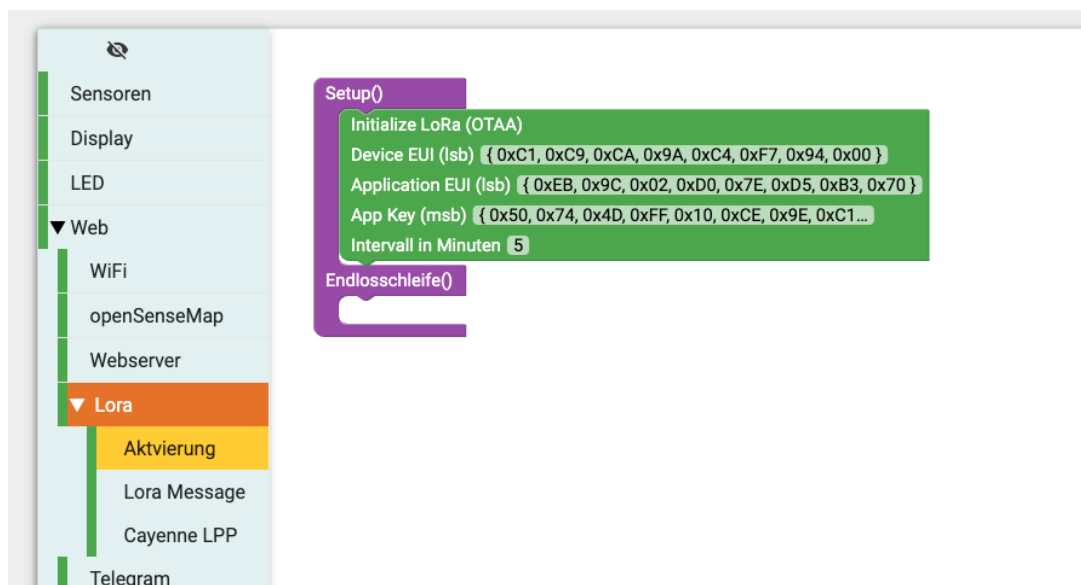 Sensoren
Display
LED
Web
WiFi
openSenseMap
Webserver
Lora
Aktvierung
Lora Message
Cayenne LPP
Telegram
Setup()
Initialize LoRa (OTAA)
Device EUI (lsb) { 0xC1, 0xC9, 0xCA, 0x9A, 0xC4, 0xF7, 0x94, 0x00 }
Application EUI (lsb) { 0xEB, 0x9C, 0x02, 0xD0, 0x7E, 0xD5, 0xB3, 0x70 }
App Key (msb) { 0x50, 0x74, 0x4D, 0xFF, 0x10, 0xCE, 0x9E, 0xC1...
Intervall in Minuten 5
Endlosschleife()